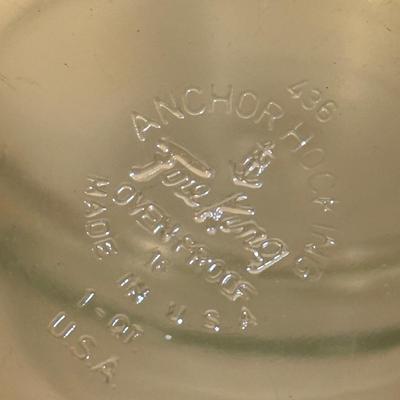 436
ANCHOR HOCKING
Fire King
OVEN PROOF
MADE IN U.S.A
1-QT.
U.S.A.